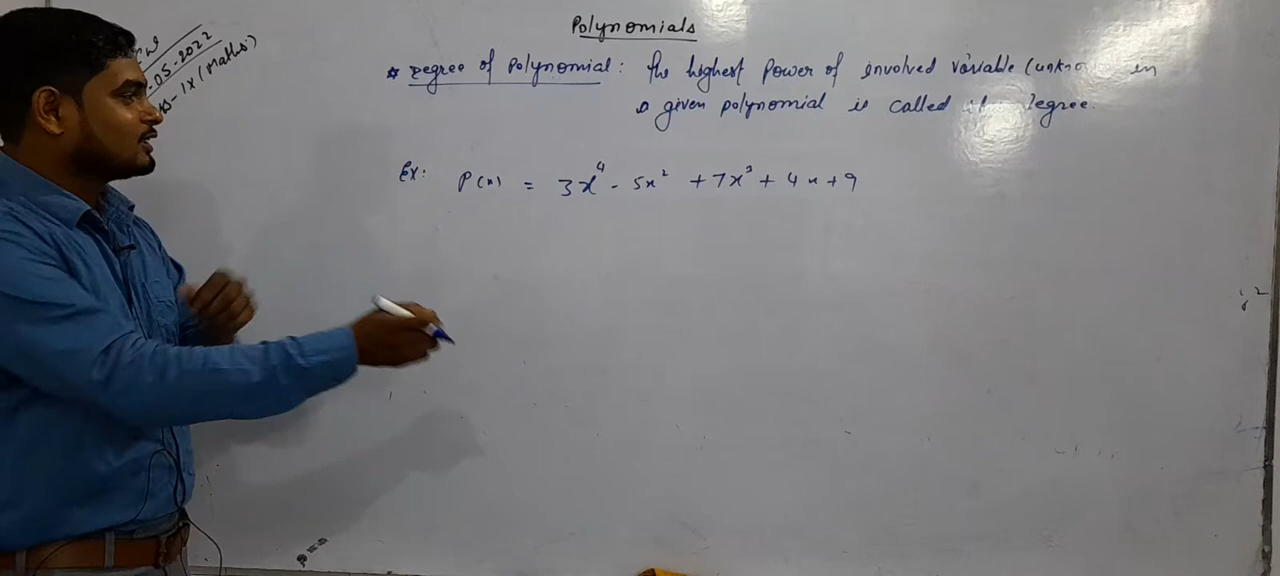 Polynomials
-05-2022
- IX (Maths)
* Degree of Polynomial : The highest Power of involved variable (unkno in
a given polynomial is called it Degree.
Ex: P(x) = 3x⁴ - 5x² + 7x³ + 4x + 9